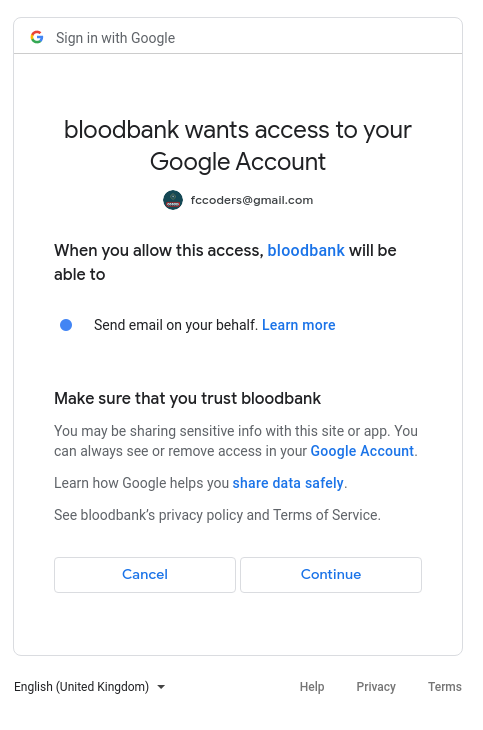 Sign in with Google
bloodbank wants access to your
Google Account
fccoders@gmail.com
When you allow this access, bloodbank will be
able to
Send email on your behalf. Learn more
Make sure that you trust bloodbank
You may be sharing sensitive info with this site or app. You
can always see or remove access in your Google Account.
Learn how Google helps you share data safely.
See bloodbank's privacy policy and Terms of Service.
Cancel Continue
English (United Kingdom) Help Privacy Terms